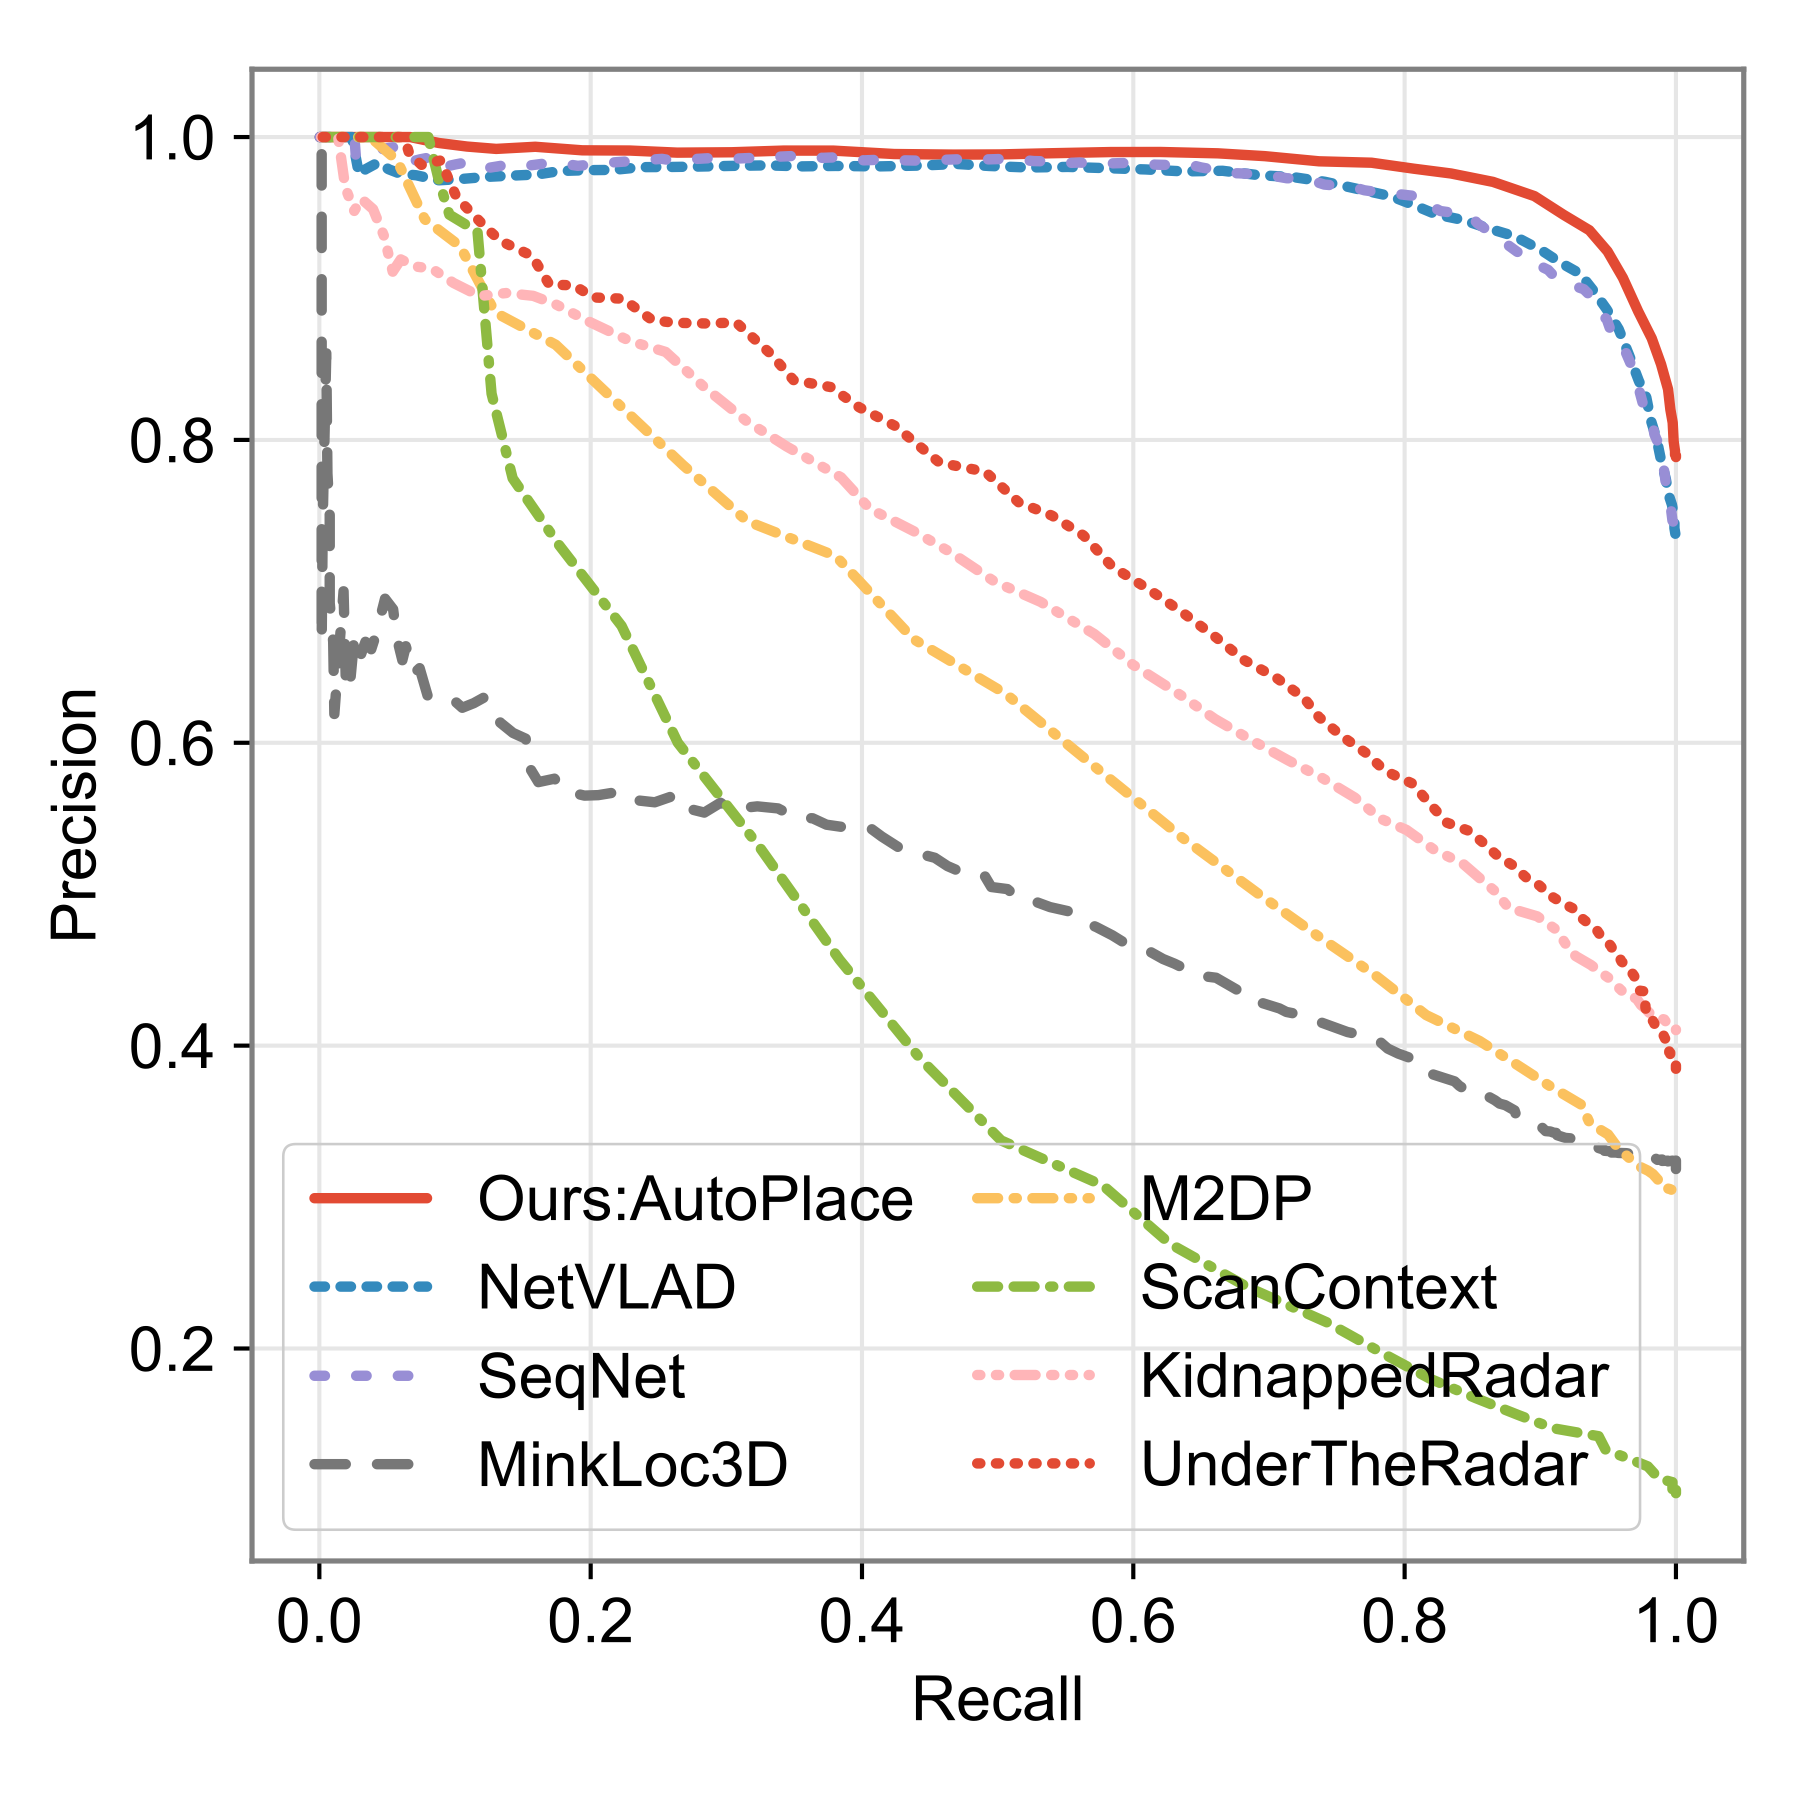 1.0
0.8
0.6
0.4
0.2
Precision
Ours:AutoPlace
NetVLAD
SeqNet
MinkLoc3D
M2DP
ScanContext
KidnappedRadar
UnderTheRadar
0.0 0.2 0.4 0.6 0.8 1.0
Recall